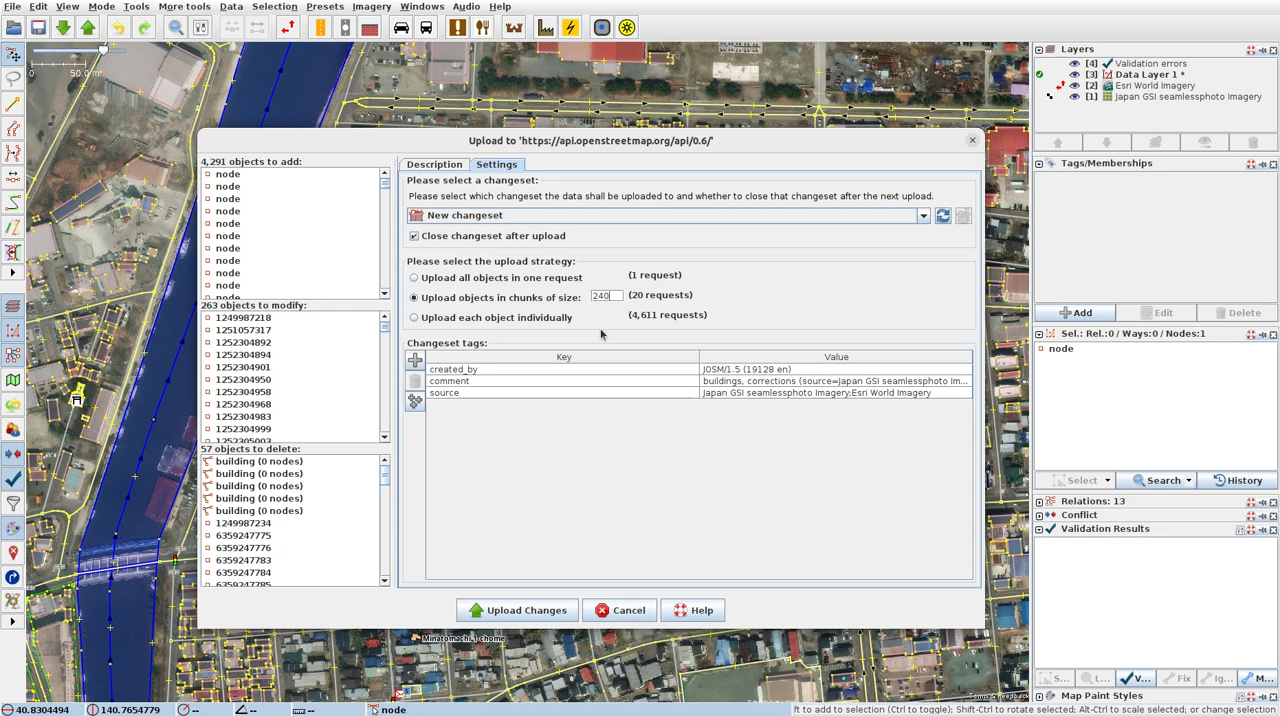 File Edit View Mode Tools More tools Data Selection Presets Imagery Windows Audio Help
0 50.0 m
Layers
[4] Validation errors
[3] Data Layer 1 *
[2] Esri World Imagery
[1] Japan GSI seamlessphoto Imagery
Tags/Memberships
Add Edit Delete
Sel.: Rel.:0 / Ways:0 / Nodes:1
node
Select Search History
Relations: 13
Conflict
Validation Results
S... L... V... Fix Ig... M...
Map Paint Styles
Upload to 'https://api.openstreetmap.org/api/0.6/'
4,291 objects to add:
node
node
node
node
node
node
node
node
node
node
node
263 objects to modify:
1249987218
1251057317
1252304892
1252304894
1252304901
1252304950
1252304958
1252304968
1252304983
1252304999
1252305003
57 objects to delete:
building (0 nodes)
building (0 nodes)
building (0 nodes)
building (0 nodes)
building (0 nodes)
1249987234
6359247775
6359247776
6359247783
6359247784
6359247785
Description Settings
Please select a changeset:
Please select which changeset the data shall be uploaded to and whether to close that changeset after the next upload.
New changeset
Close changeset after upload
Please select the upload strategy:
Upload all objects in one request (1 request)
Upload objects in chunks of size: 240 (20 requests)
Upload each object individually (4,611 requests)
Changeset tags:
Key Value
created_by JOSM/1.5 (19128 en)
comment buildings, corrections (source=Japan GSI seamlessphoto Im...
source Japan GSI seamlessphoto Imagery;Esri World Imagery
Upload Changes Cancel Help
Minatomachi 1 chome
40.8304494 140.7654779 -- -- -- node ft to add to selection (Ctrl to toggle); Shift-Ctrl to rotate selected; Alt-Ctrl to scale selected; or change selection